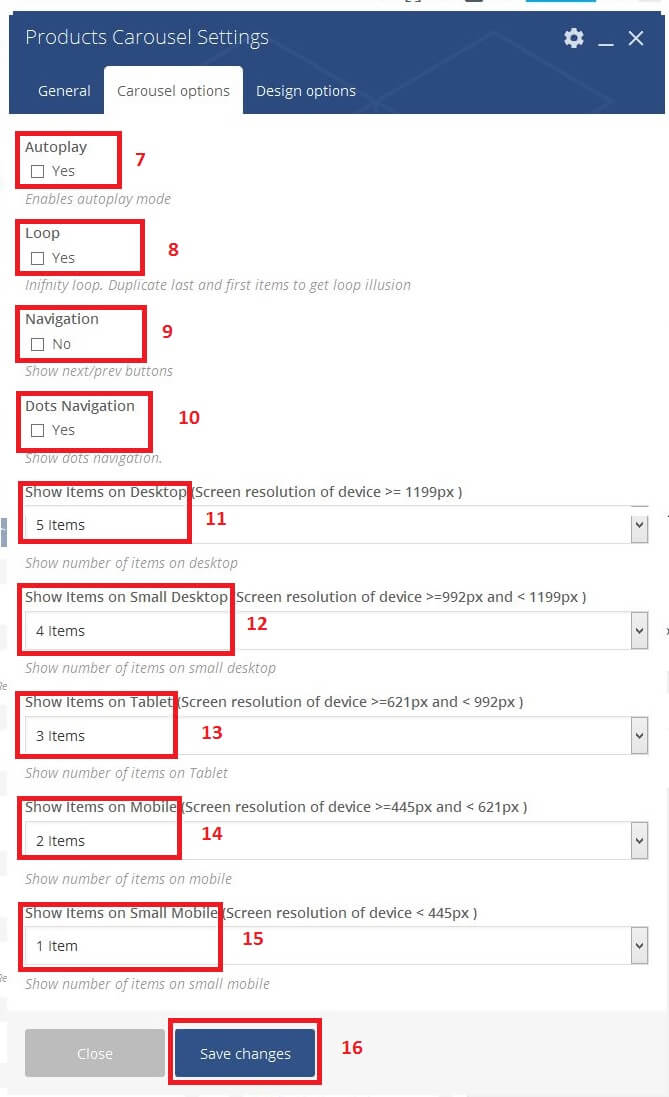 Products Carousel Settings
General Carousel options Design options
Autoplay
Yes
7
Enables autoplay mode
Loop
Yes
8
Inifnity loop. Duplicate last and first items to get loop illusion
Navigation
No
9
Show next/prev buttons
Dots Navigation
Yes
10
Show dots navigation.
Show Items on Desktop (Screen resolution of device >= 1199px )
5 Items
11
Show number of items on desktop
Show Items on Small Desktop (Screen resolution of device >=992px and < 1199px )
4 Items
12
Show number of items on small desktop
Show Items on Tablet (Screen resolution of device >=621px and < 992px )
3 Items
13
Show number of items on Tablet
Show Items on Mobile (Screen resolution of device >=445px and < 621px )
2 Items
14
Show number of items on mobile
Show Items on Small Mobile (Screen resolution of device < 445px )
1 Item
15
Show number of items on small mobile
Close Save changes 16